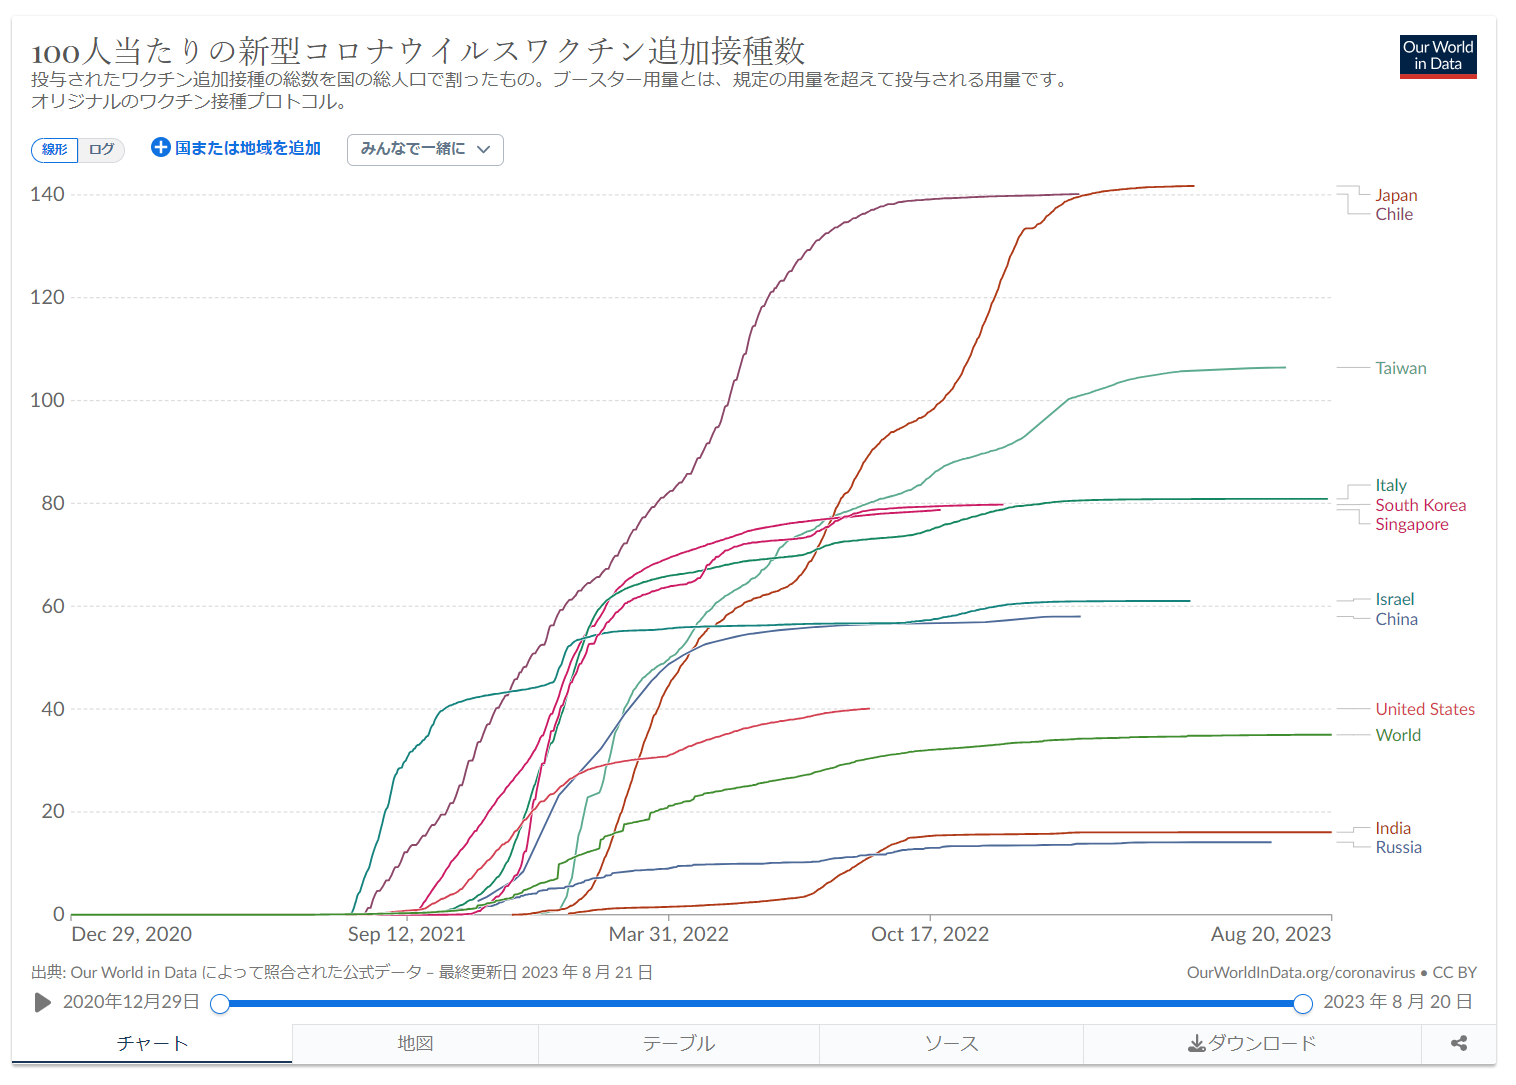 100人当たりの新型コロナウイルスワクチン追加接種数
投与されたワクチン追加接種の総数を国の総人口で割ったもの。ブースター用量とは、規定の用量を超えて投与される用量です。
オリジナルのワクチン接種プロトコル。
Our World
in Data
線形 ログ 国または地域を追加 みんなで一緒に
140
120
100
80
60
40
20
0
Japan
Chile
Taiwan
Italy
South Korea
Singapore
Israel
China
United States
World
India
Russia
Dec 29, 2020 Sep 12, 2021 Mar 31, 2022 Oct 17, 2022 Aug 20, 2023
出典: Our World in Data によって照合された公式データ – 最終更新日 2023 年 8 月 21 日 OurWorldInData.org/coronavirus • CC BY
2020年12月29日 2023 年 8 月 20 日
チャート 地図 テーブル ソース ダウンロード